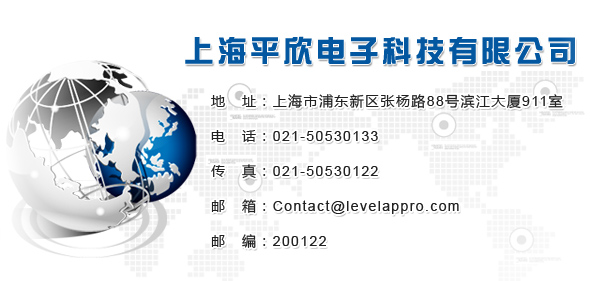 上海平欣电子科技有限公司
地 址：上海市浦东新区张杨路88号滨江大厦911室
电 话：021-50530133
传 真：021-50530122
邮 箱：Contact@levelappro.com
邮 编：200122